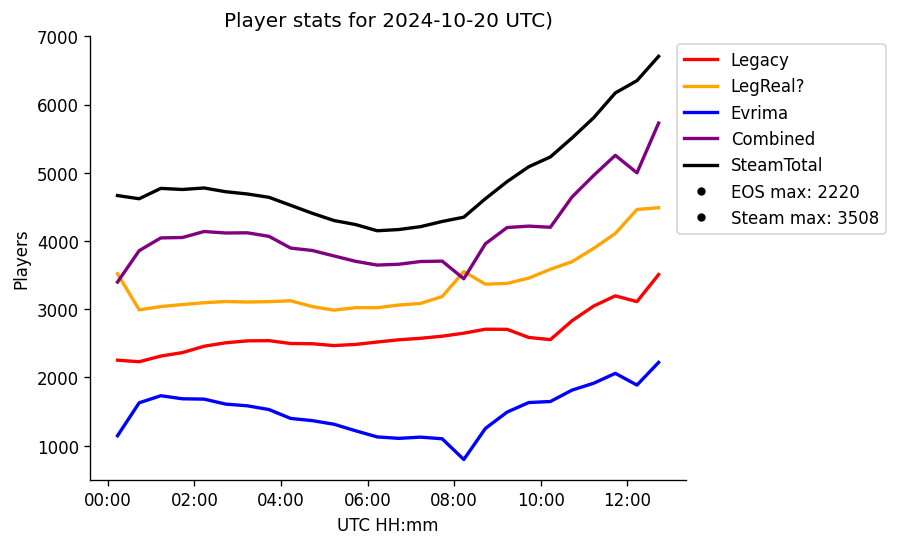 Player stats for 2024-10-20 UTC)
7000
6000
5000
4000
3000
2000
1000
Players
00:00 02:00 04:00 06:00 08:00 10:00 12:00
UTC HH:mm
Legacy
LegReal?
Evrima
Combined
SteamTotal
EOS max: 2220
Steam max: 3508